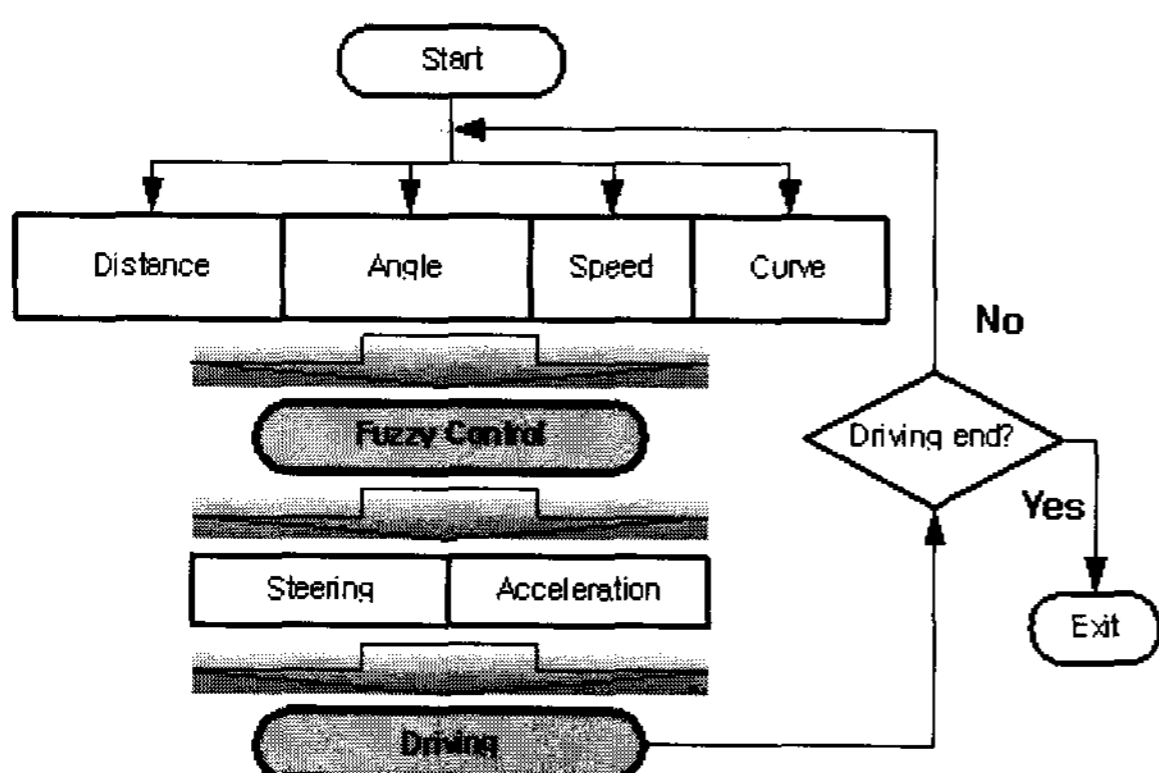 Start
Distance
Angle
Speed
Curve
No
Fuzzy Control
Driving end?
Yes
Steering
Acceleration
Exit
Driving